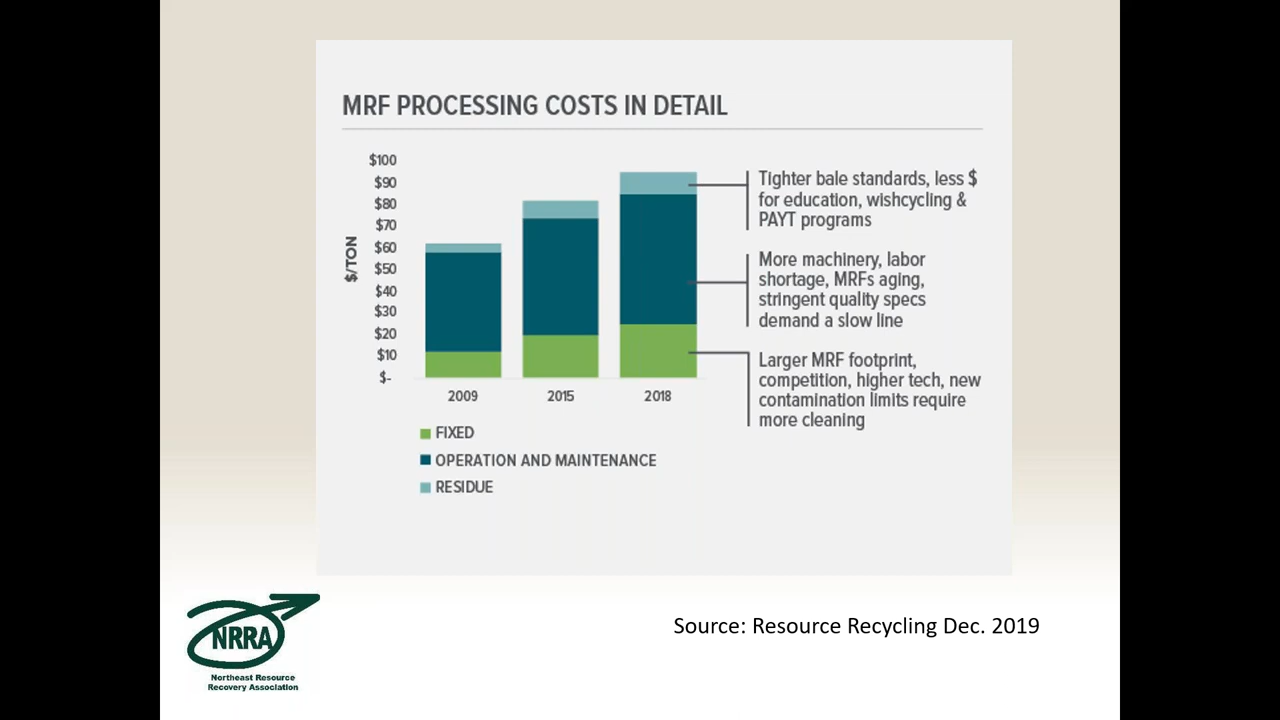 MRF PROCESSING COSTS IN DETAIL
$/TON
$100
$90
$80
$70
$60
$50
$40
$30
$20
$10
$-
2009
2015
2018
Tighter bale standards, less $
for education, wishcycling &
PAYT programs
More machinery, labor
shortage, MRFs aging,
stringent quality specs
demand a slow line
Larger MRF footprint,
competition, higher tech, new
contamination limits require
more cleaning
FIXED
OPERATION AND MAINTENANCE
RESIDUE
NRRA
Northeast Resource
Recovery Association
Source: Resource Recycling Dec. 2019